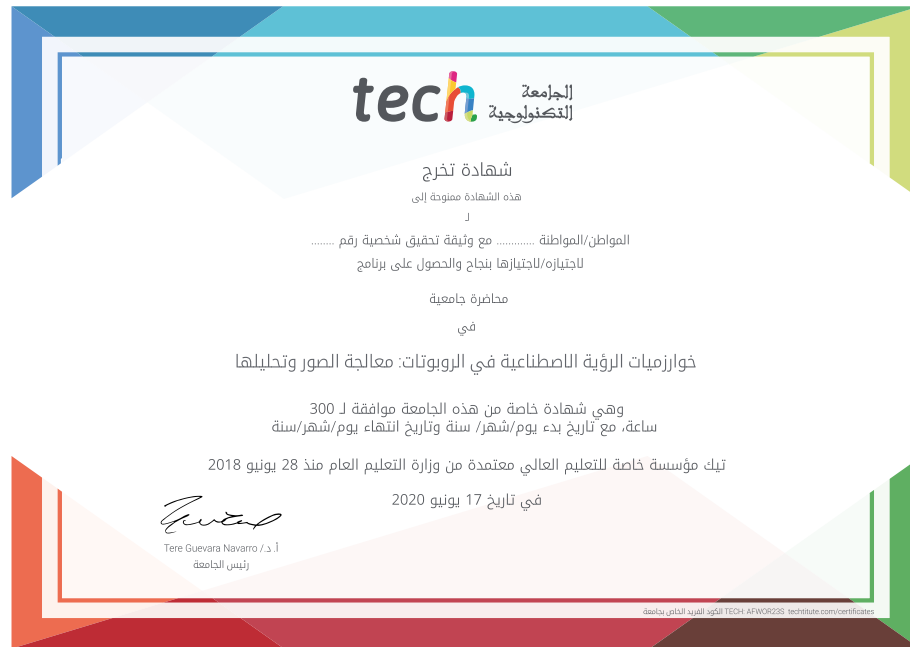 tech الجامعة
التكنولوجية
شهادة تخرج
هذه الشهادة ممنوحة إلى
لـ
المواطن/المواطنة ............ مع وثيقة تحقيق شخصية رقم ........
لاجتيازه/لاجتيازها بنجاح والحصول على برنامج
محاضرة جامعية
في
خوارزميات الرؤية الاصطناعية في الروبوتات: معالجة الصور وتحليلها
وهي شهادة خاصة من هذه الجامعة موافقة لـ 300
ساعة، مع تاريخ بدء يوم/شهر/ سنة وتاريخ انتهاء يوم/شهر/سنة
تيك مؤسسة خاصة للتعليم العالي معتمدة من وزارة التعليم العام منذ 28 يونيو 2018
في تاريخ 17 يونيو 2020
أ. د./ Tere Guevara Navarro
رئيس الجامعة
الكود الفريد الخاص بجامعة TECH: AFWOR23S techtitute.com/certificates